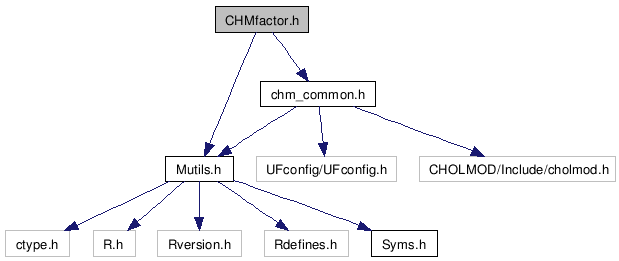 CHMfactor.h
chm_common.h
Mutils.h
UFconfig/UFconfig.h
CHOLMOD/Include/cholmod.h
ctype.h
R.h
Rversion.h
Rdefines.h
Syms.h